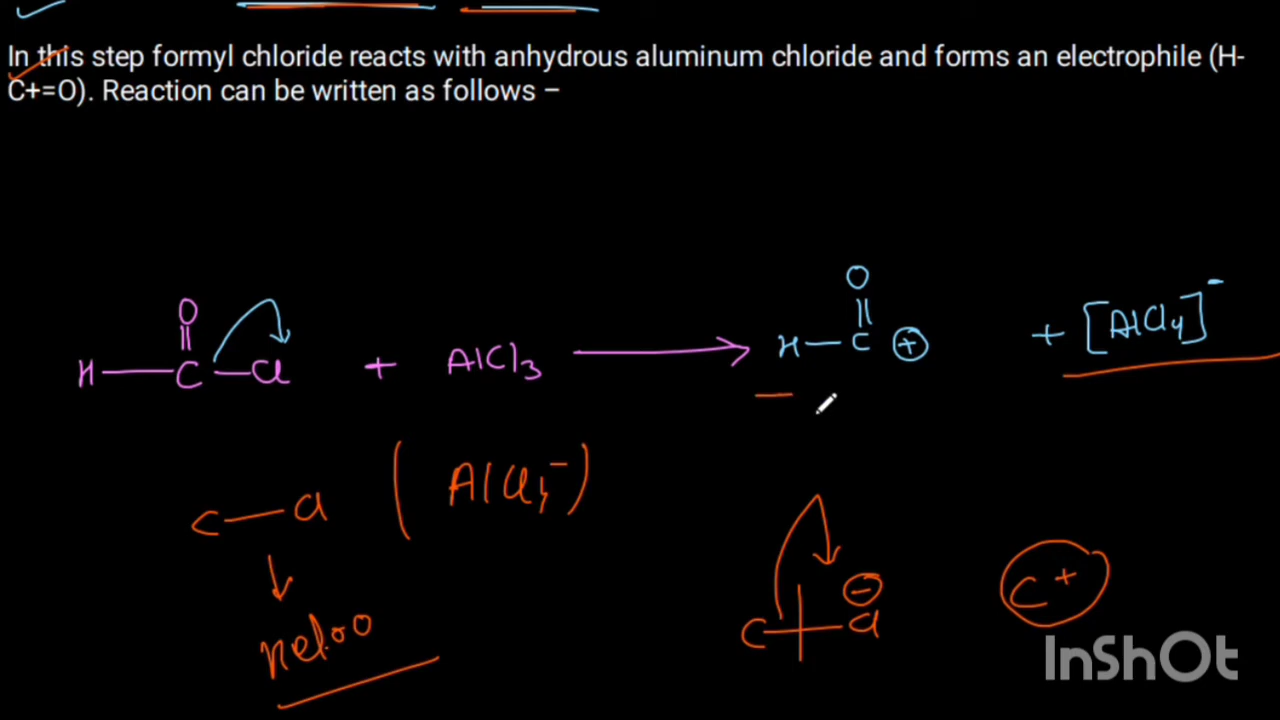 In this step formyl chloride reacts with anhydrous aluminum chloride and forms an electrophile (H-
C+=O). Reaction can be written as follows –
O
||
H — C — Cl + AlCl3 ⟶
O
||
H — C ⊕ + [AlCl4]⁻
C — Cl
(AlCl4⁻)
C — Cl ⊖
C+
InShOt